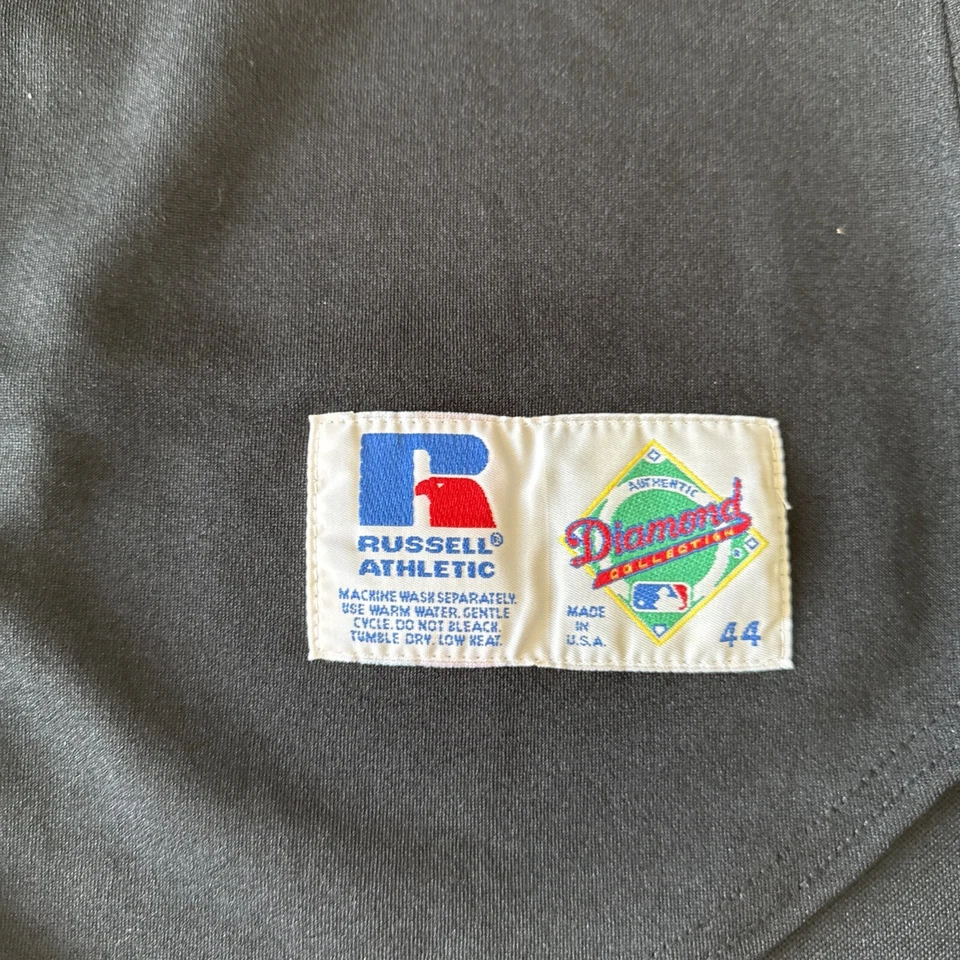 RUSSELL®
ATHLETIC
MACHINE WASH SEPARATELY.
USE WARM WATER. GENTLE
CYCLE. DO NOT BLEACH.
TUMBLE DRY. LOW HEAT.
AUTHENTIC
Diamond
COLLECTION
MADE
IN
U.S.A.
44